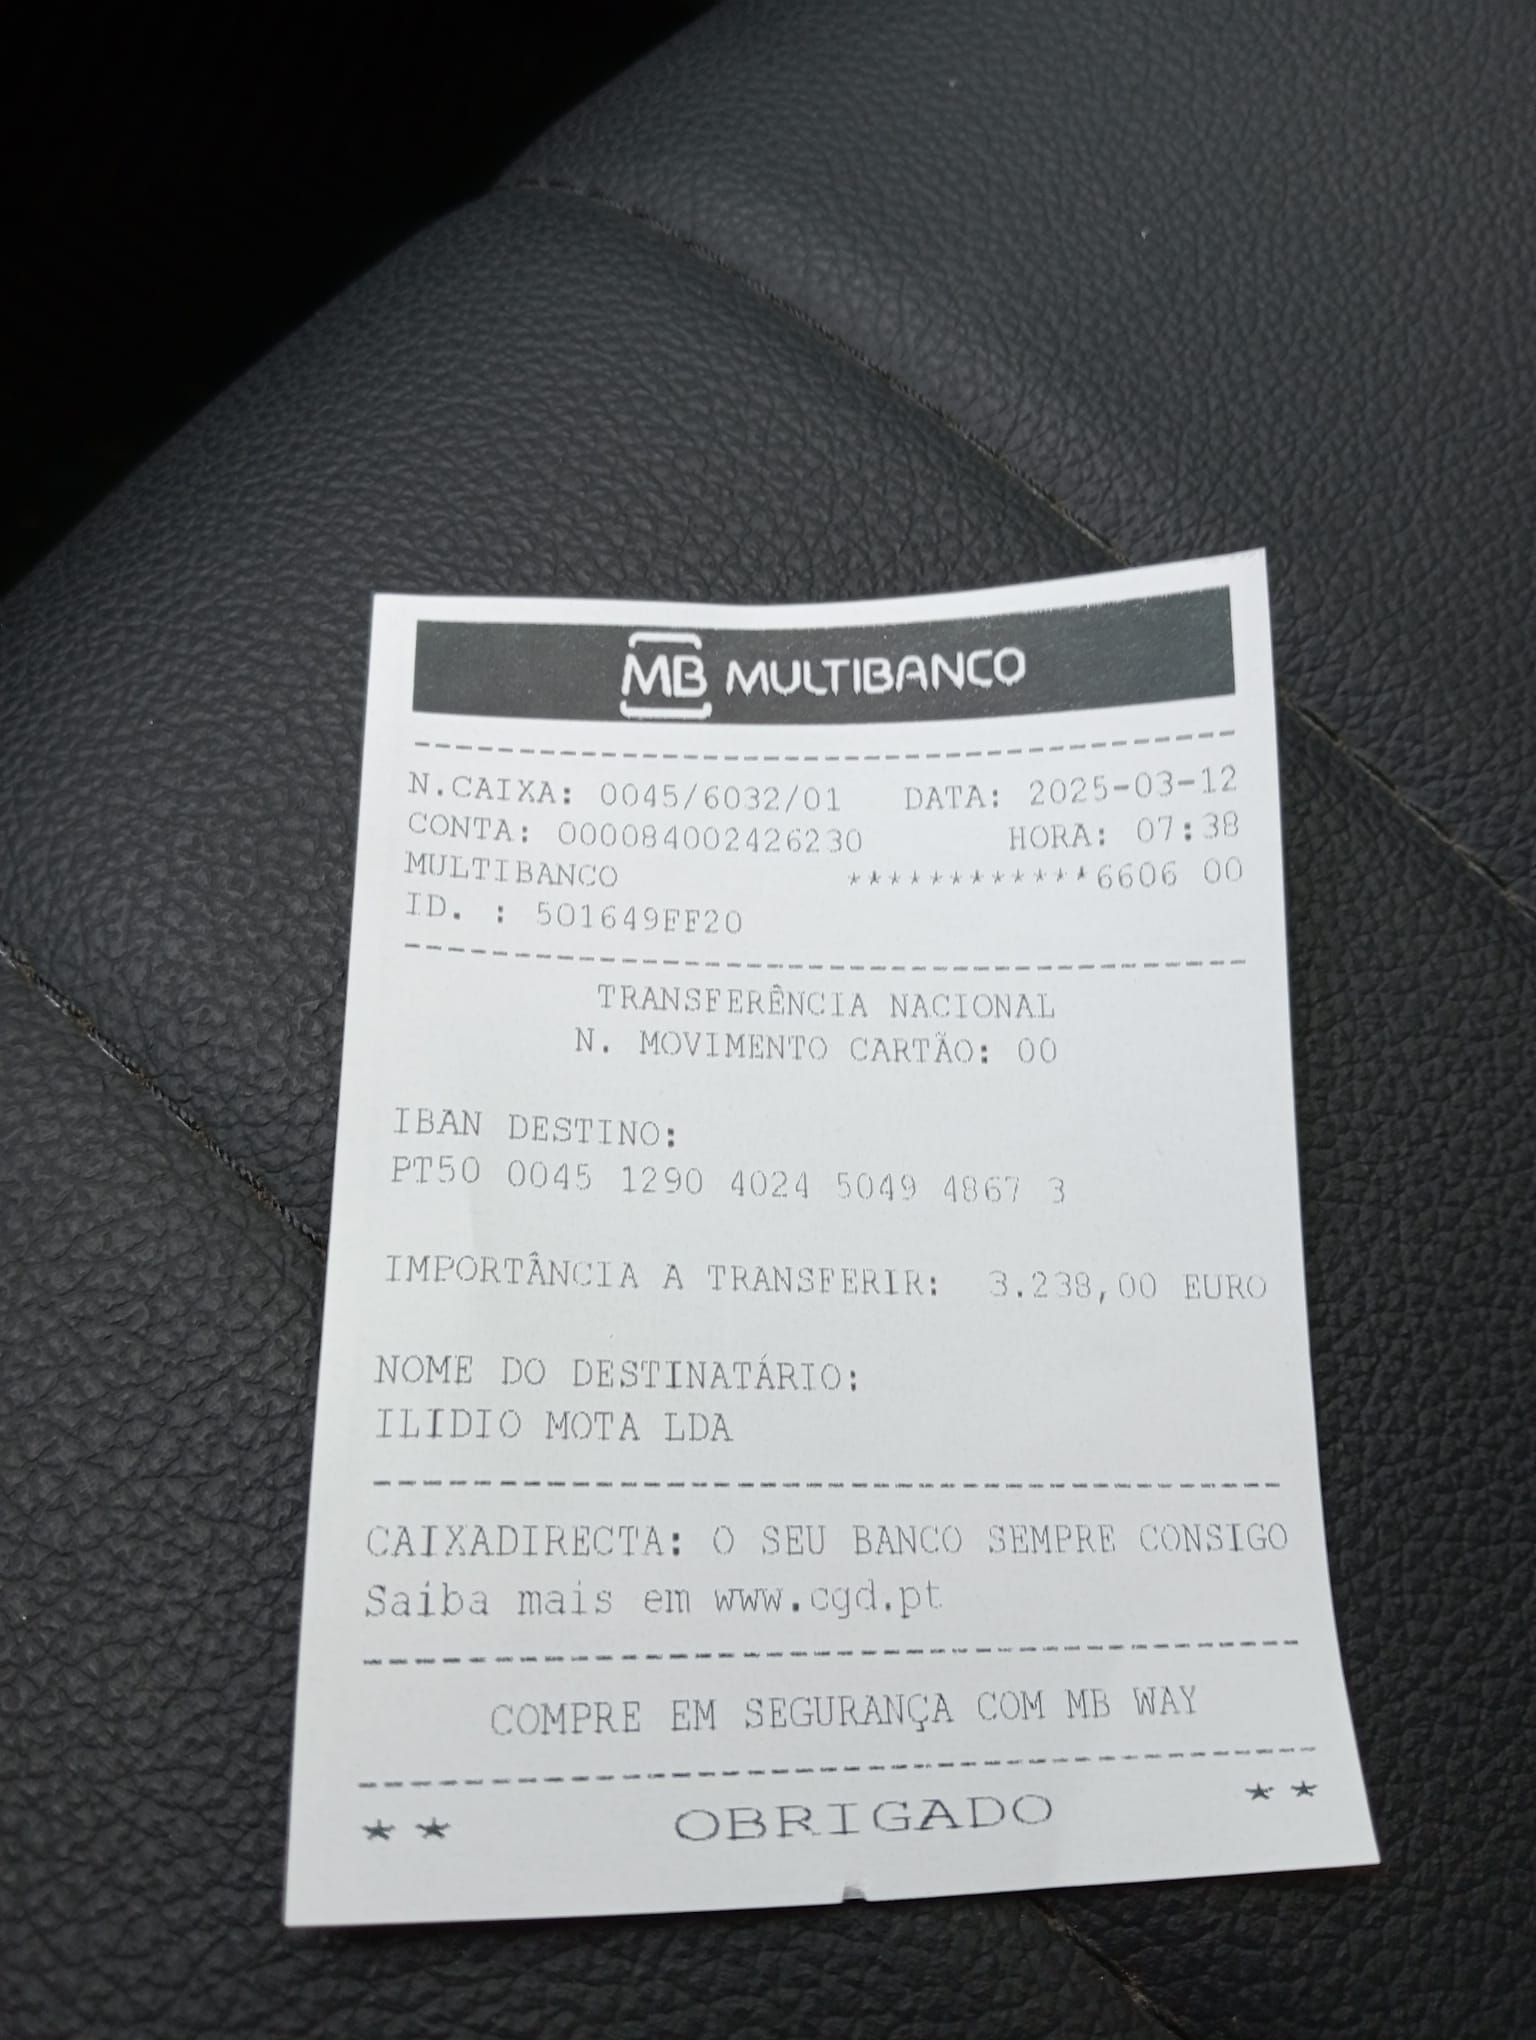 MB MULTIBANCO
N.CAIXA: 0045/6032/01 DATA: 2025-03-12
CONTA: 000084002426230 HORA: 07:38
MULTIBANCO ************6606 00
ID. : 501649FF20
TRANSFERÊNCIA NACIONAL
N. MOVIMENTO CARTÃO: 00
IBAN DESTINO:
PT50 0045 1290 4024 5049 4867 3
IMPORTÂNCIA A TRANSFERIR: 3.238,00 EURO
NOME DO DESTINATÁRIO:
ILIDIO MOTA LDA
CAIXADIRECTA: O SEU BANCO SEMPRE CONSIGO
Saiba mais em www.cgd.pt
COMPRE EM SEGURANÇA COM MB WAY
** OBRIGADO **